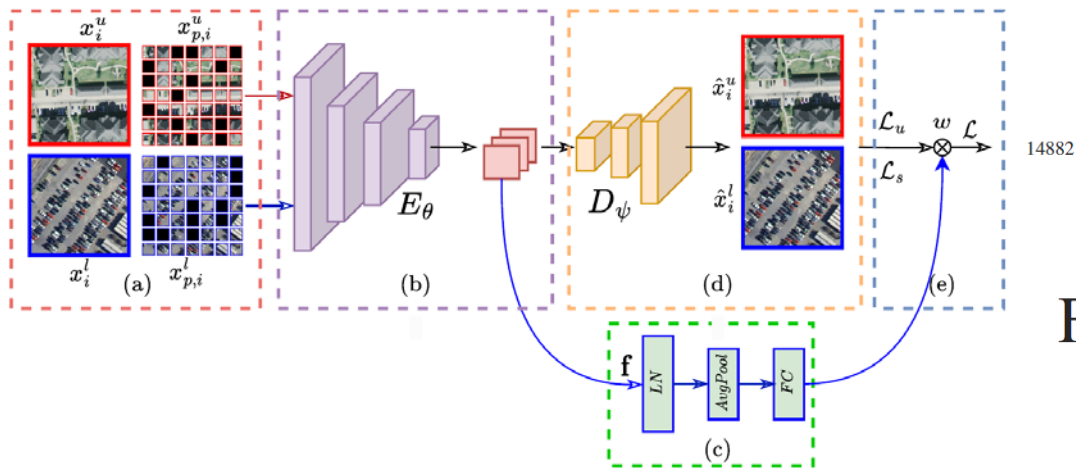 x_i^u x_{p,i}^u
x_i^l x_{p,i}^l
(a)
E_θ
(b)
f
LN
AvgPool
FC
(c)
D_ψ
x̂_i^u
x̂_i^l
(d)
ℒ_u w ℒ
ℒ_s
(e)
14882